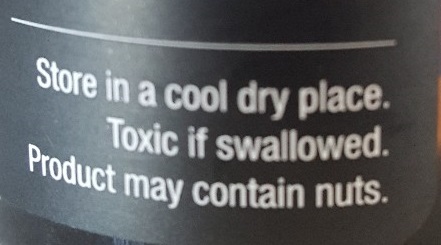 Store in a cool dry place.
Toxic if swallowed.
Product may contain nuts.